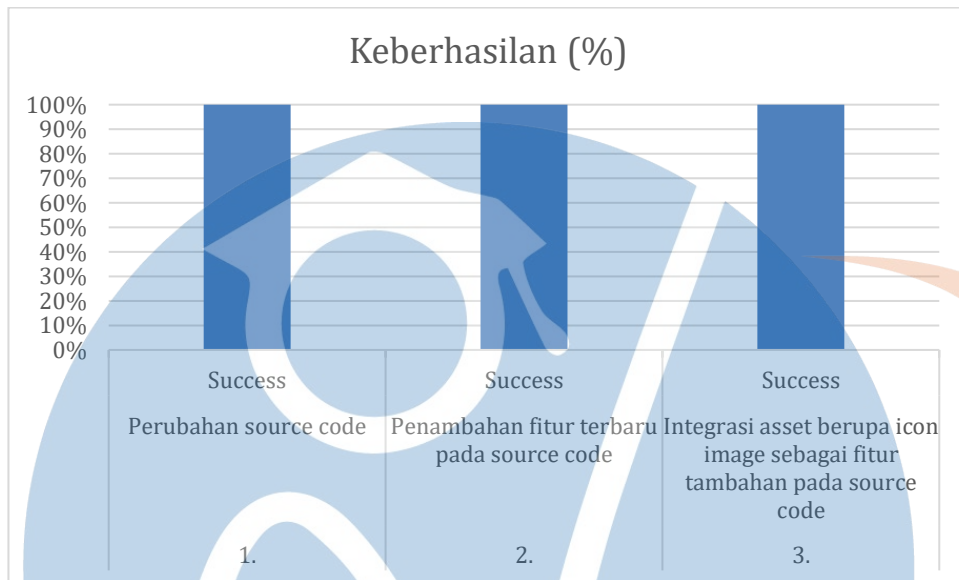 Keberhasilan (%)
100%
90%
80%
70%
60%
50%
40%
30%
20%
10%
0%
Success
Success
Success
Perubahan source code
Penambahan fitur terbaru
pada source code
Integrasi asset berupa icon
image sebagai fitur
tambahan pada source
code
1.
2.
3.